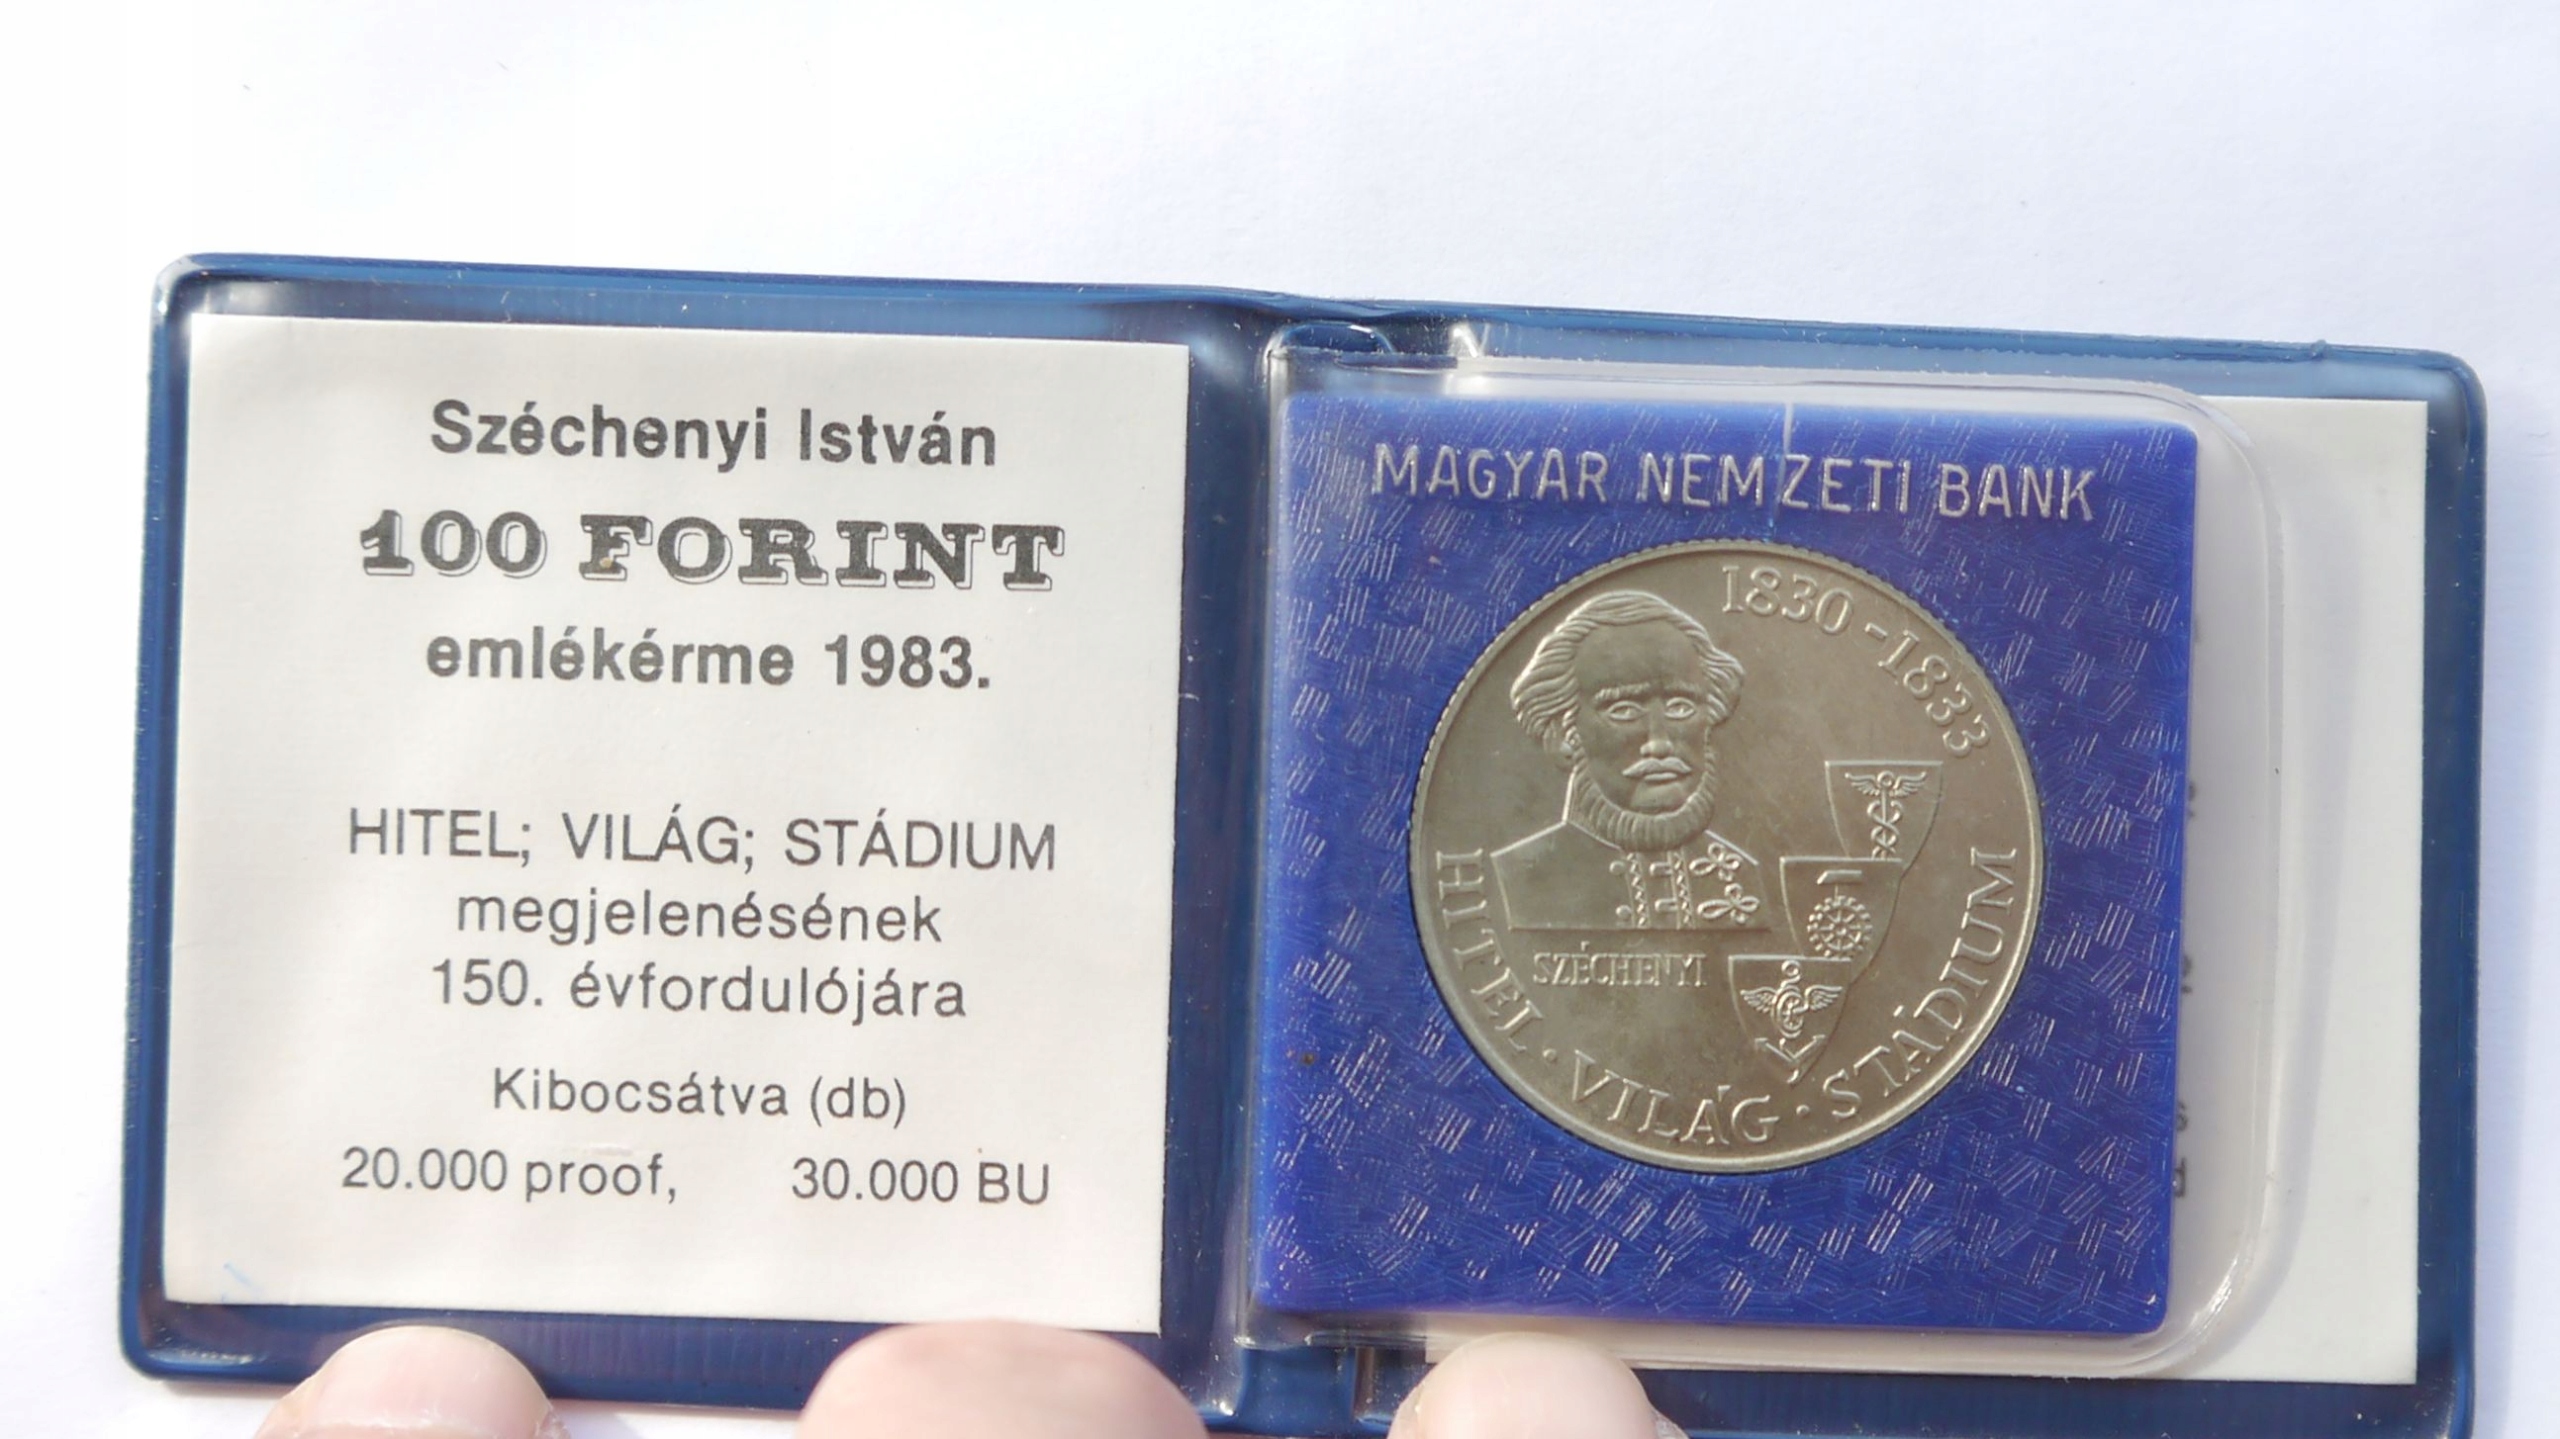 Széchenyi István
100 FORINT
emlékérme 1983.
HITEL; VILÁG; STÁDIUM
megjelenésének
150. évfordulójára
Kibocsátva (db)
20.000 proof, 30.000 BU
MAGYAR NEMZETI BANK
1830-1833
SZÉCHENYI
HITEL · VILÁG · STÁDIUM